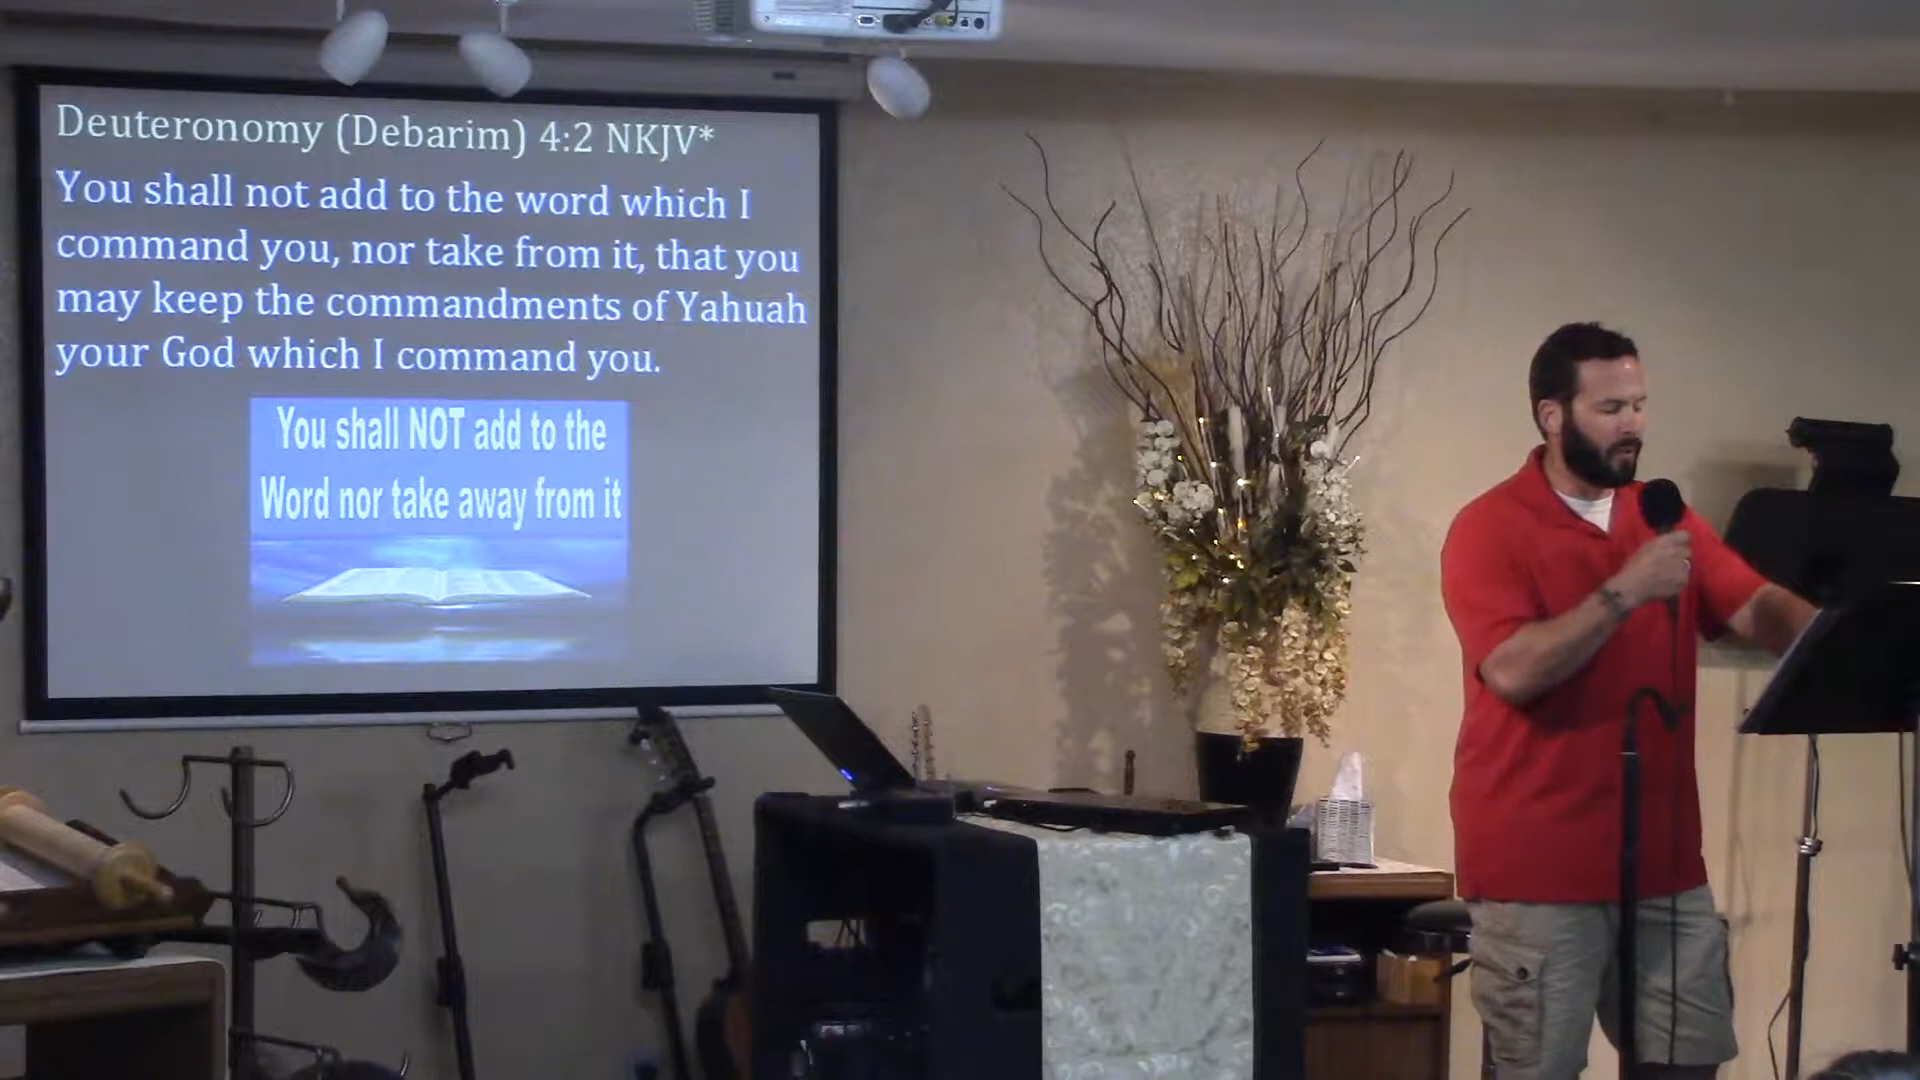 Deuteronomy (Debarim) 4:2 NKJV*
You shall not add to the word which I
command you, nor take from it, that you
may keep the commandments of Yahuah
your God which I command you.
You shall NOT add to the
Word nor take away from it